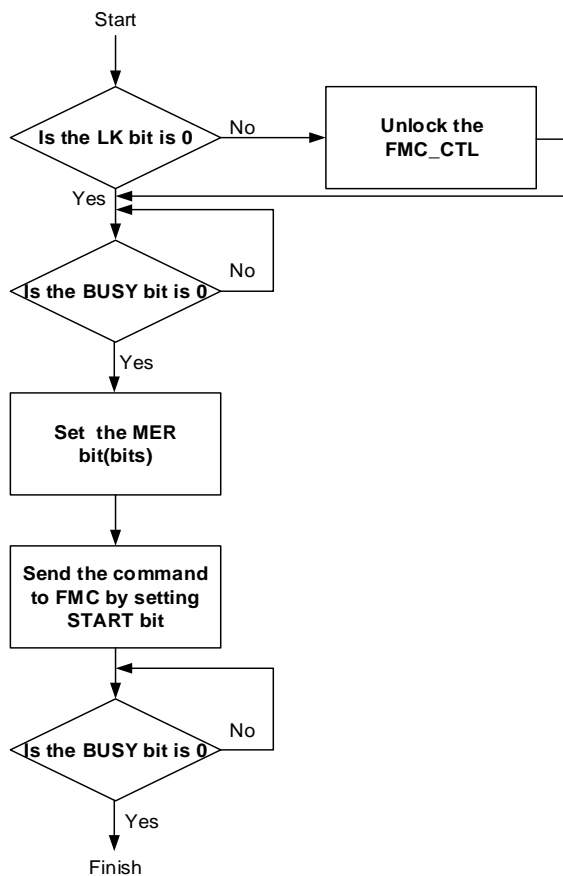 Start
Is the LK bit is 0
No
Unlock the
FMC_CTL
Yes
Is the BUSY bit is 0
No
Yes
Set the MER
bit(bits)
Send the command
to FMC by setting
START bit
Is the BUSY bit is 0
No
Yes
Finish